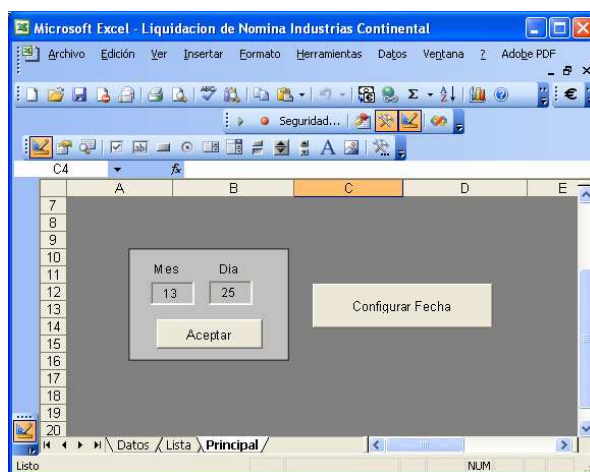 Microsoft Excel - Liquidacion de Nomina Industrias Continental
Archivo Edición Ver Insertar Formato Herramientas Datos Ventana ? Adobe PDF
Seguridad...
C4 fx
A B C D E
7
8
9
10
11
12
13
14
15
16
17
18
19
20
Mes Dia
13 25
Configurar Fecha
Aceptar
Datos Lista Principal
Listo NUM